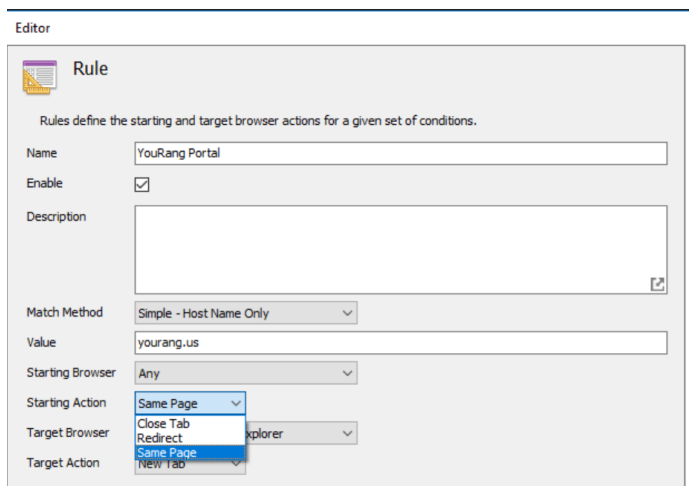 Editor
Rule
Rules define the starting and target browser actions for a given set of conditions.
Name YouRang Portal
Enable
Description
Match Method Simple - Host Name Only
Value yourang.us
Starting Browser Any
Starting Action Same Page
Close Tab
Target Browser Redirect xplorer
Same Page
Target Action New Tab